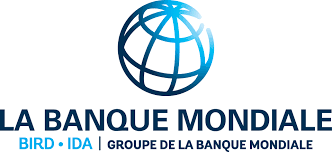 LA BANQUE MONDIALE
BIRD • IDA | GROUPE DE LA BANQUE MONDIALE